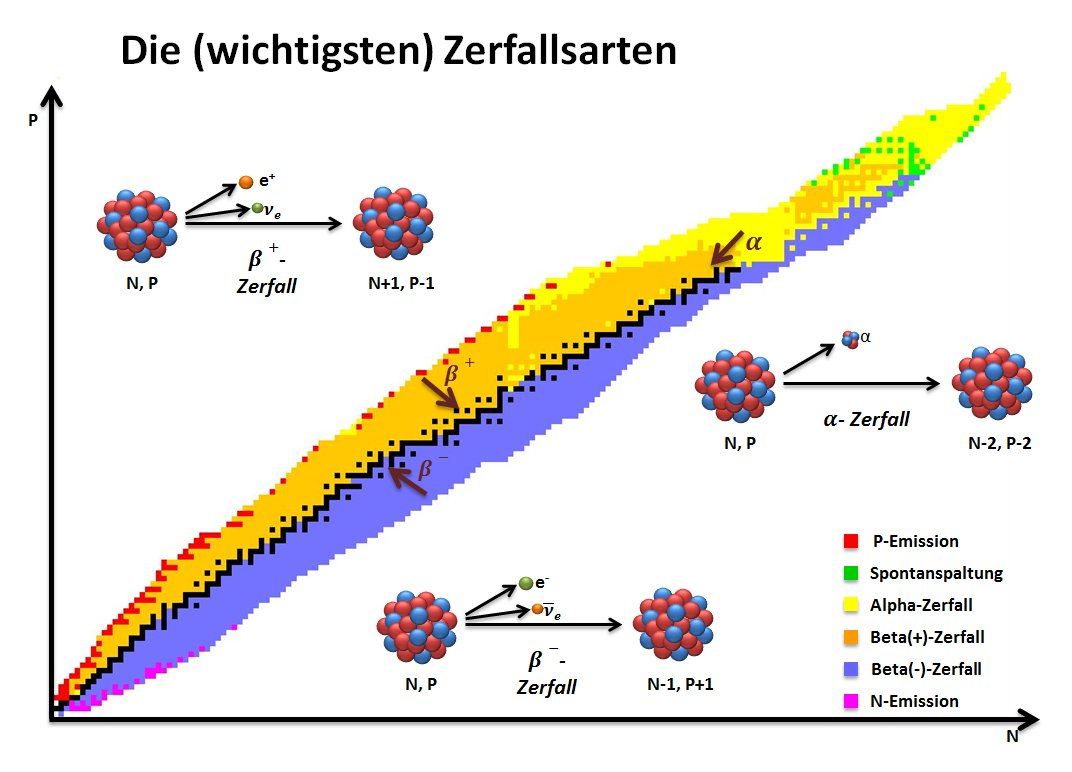 Die (wichtigsten) Zerfallsarten
P
e⁺
νₑ
β⁺-
Zerfall
N, P
N+1, P-1
α
β⁺
β⁻
α
α- Zerfall
N, P
N-2, P-2
e⁻
ν̅ₑ
β⁻-
Zerfall
N, P
N-1, P+1
P-Emission
Spontanspaltung
Alpha-Zerfall
Beta(+)-Zerfall
Beta(-)-Zerfall
N-Emission
N